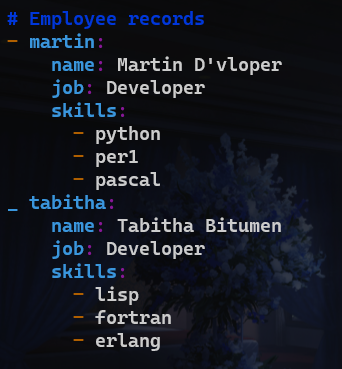 # Employee records
- martin:
    name: Martin D'vloper
    job: Developer
    skills:
      - python
      - per1
      - pascal
_ tabitha:
    name: Tabitha Bitumen
    job: Developer
    skills:
      - lisp
      - fortran
      - erlang